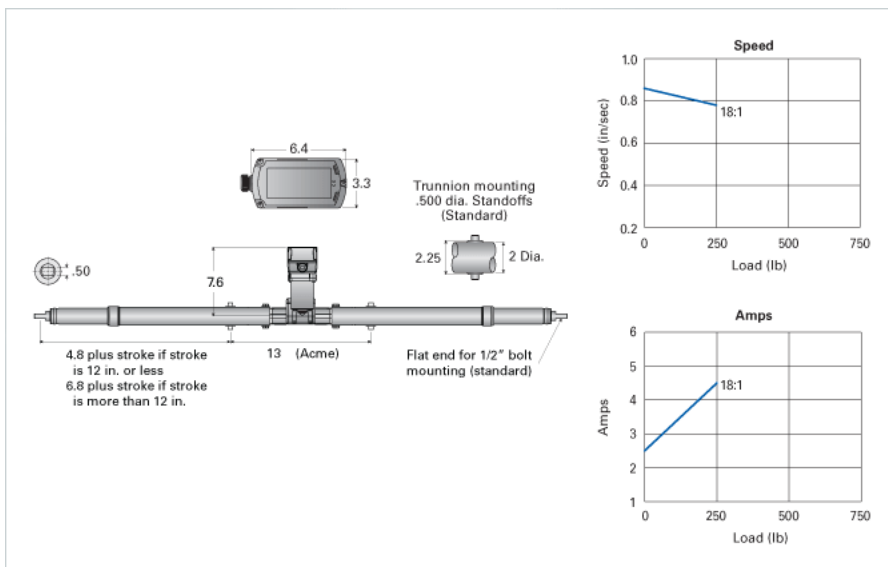 6.4
3.3
Trunnion mounting
.500 dia. Standoffs
(Standard)
2.25
2 Dia.
.50
7.6
4.8 plus stroke if stroke
is 12 in. or less
6.8 plus stroke if stroke
is more than 12 in.
13 (Acme)
Flat end for 1/2" bolt
mounting (standard)
Speed
Speed (in/sec)
1.0
0.8
0.6
0.4
0.2
18:1
0 250 500 750
Load (lb)
Amps
Amps
6
5
4
3
2
1
18:1
0 250 500 750
Load (lb)